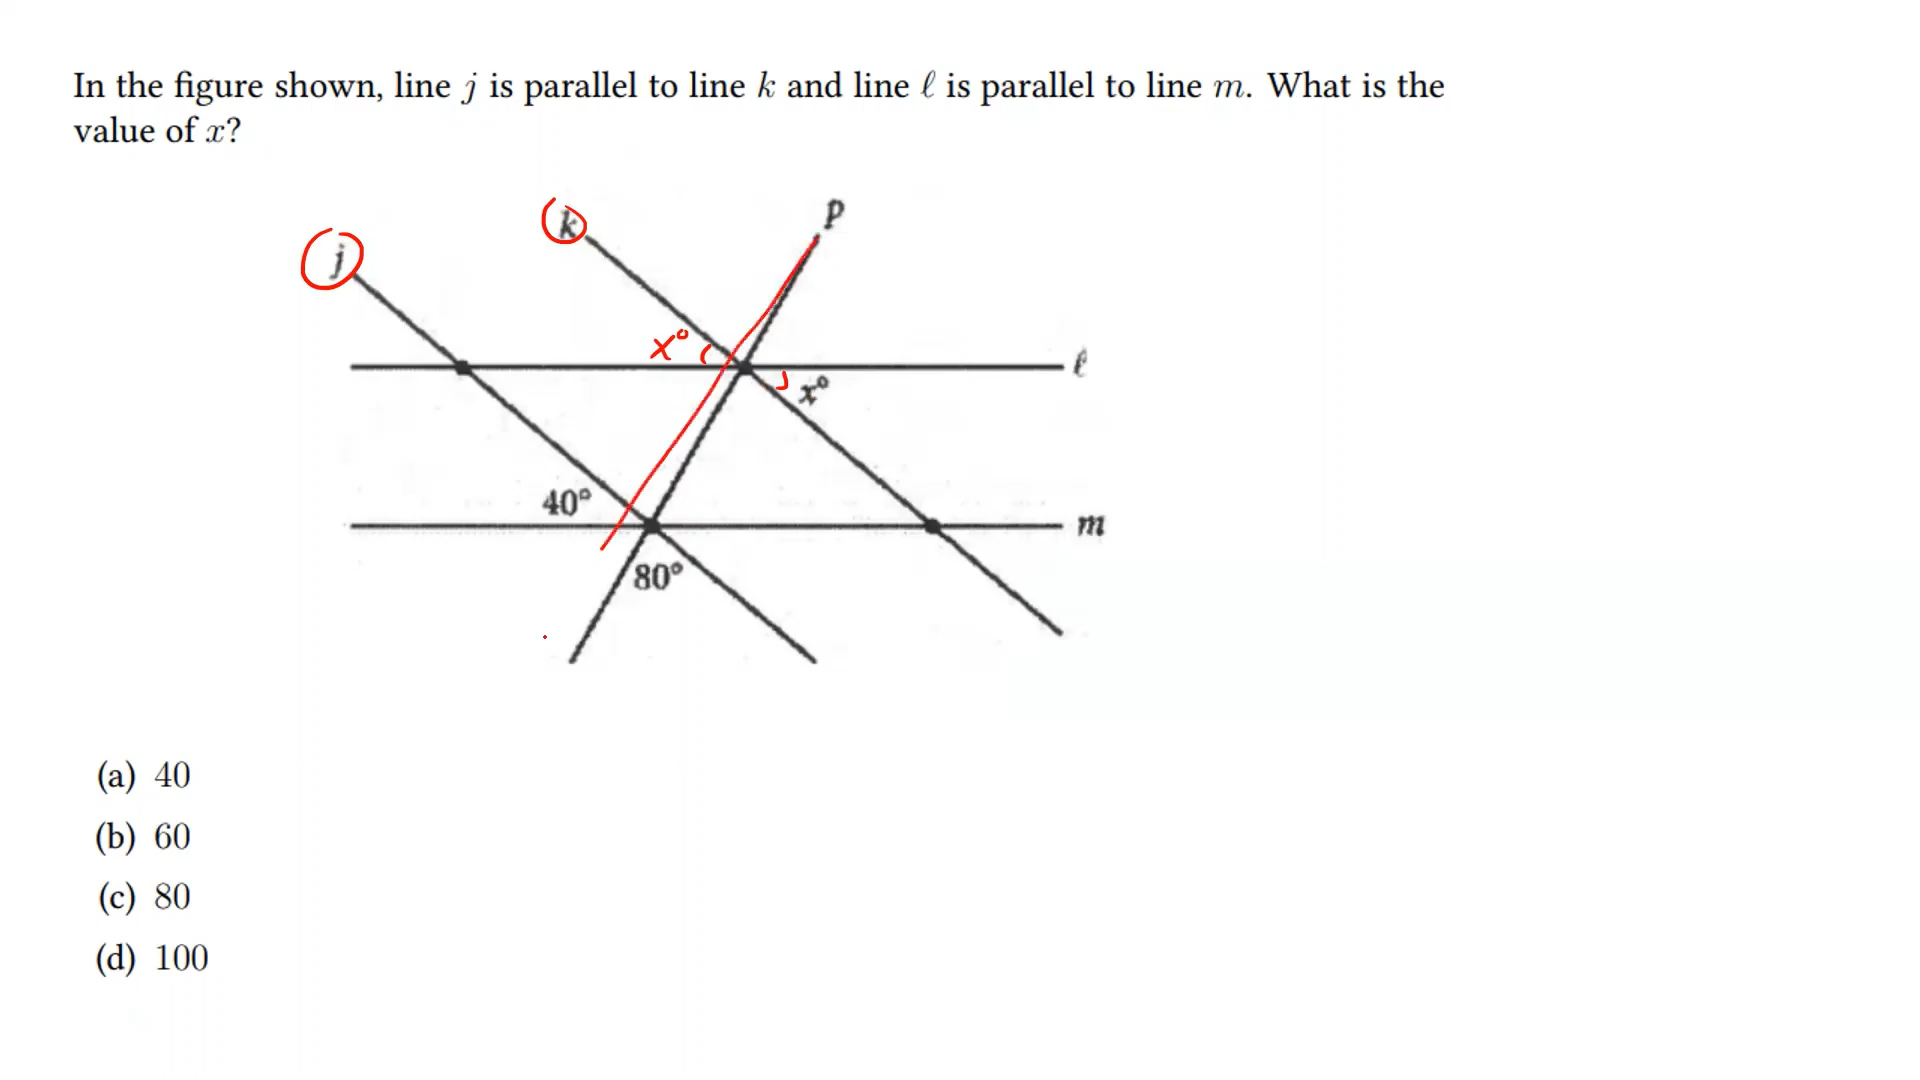 In the figure shown, line j is parallel to line k and line ℓ is parallel to line m. What is the
value of x?
k
p
j
x°
ℓ
x°
40°
m
80°
(a) 40
(b) 60
(c) 80
(d) 100